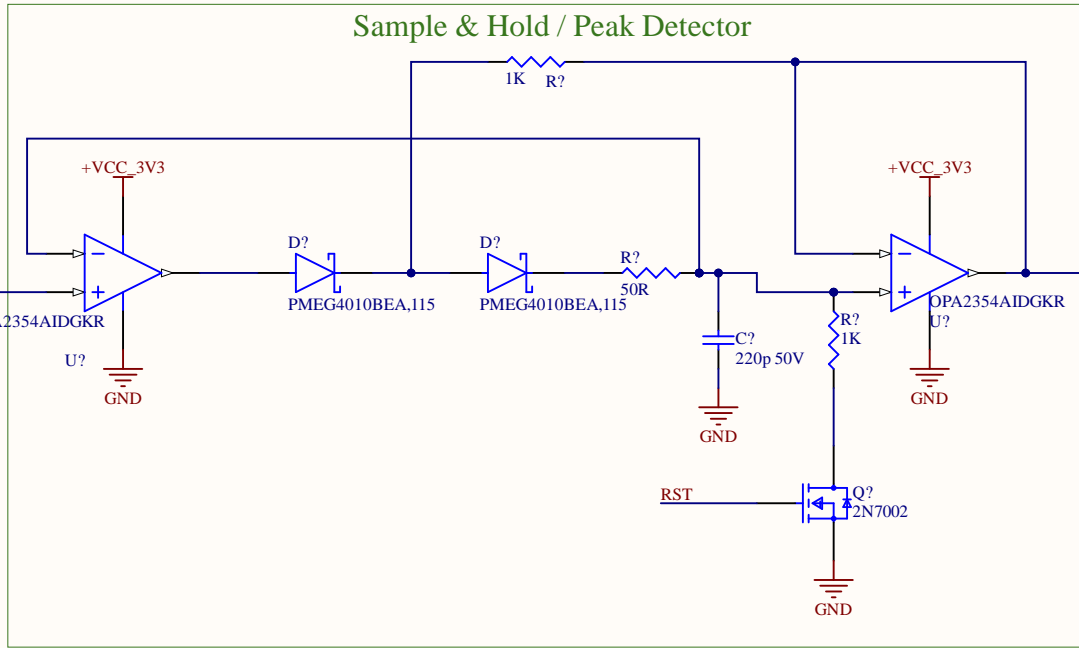 Sample & Hold / Peak Detector
1K
R?
+VCC_3V3
+VCC_3V3
D?
D?
R?
50R
PMEG4010BEA,115
PMEG4010BEA,115
−
+
−
+
A2354AIDGKR
U?
GND
OPA2354AIDGKR
U?
GND
R?
1K
C?
220p 50V
GND
RST
Q?
2N7002
GND